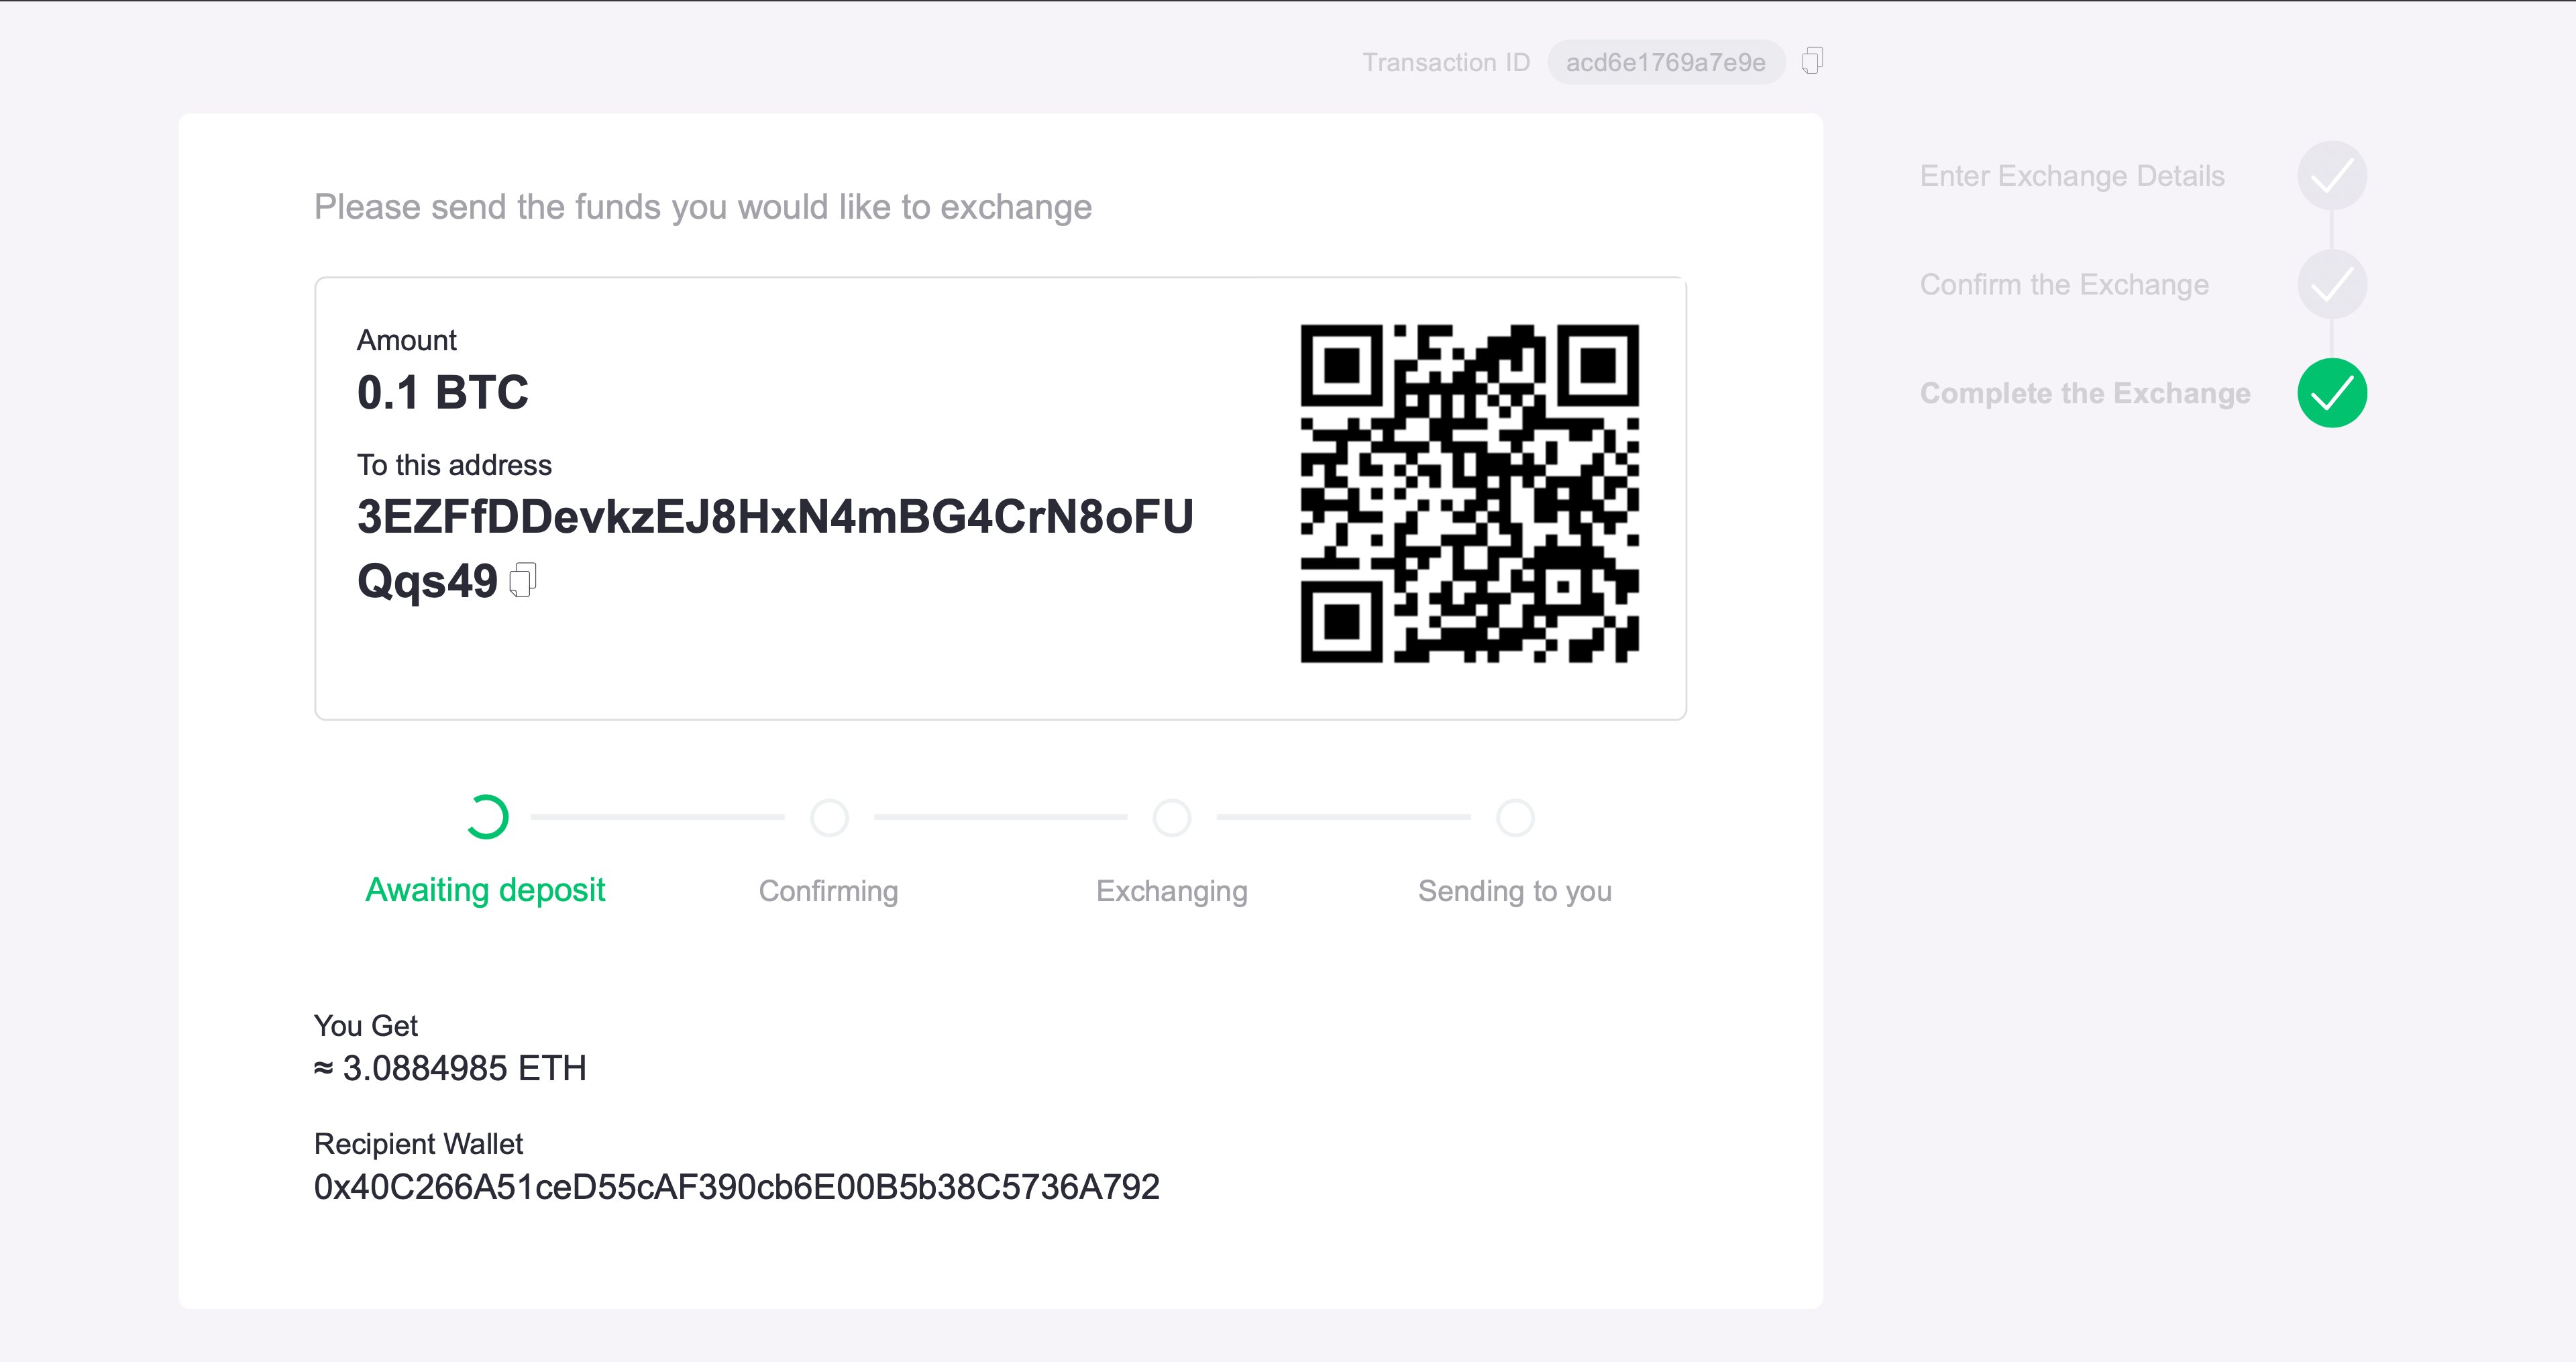 Transaction ID acd6e1769a7e9e
Please send the funds you would like to exchange
Amount
0.1 BTC
To this address
3EZFfDDevkzEJ8HxN4mBG4CrN8oFU
Qqs49
Awaiting deposit
Confirming
Exchanging
Sending to you
You Get
≈ 3.0884985 ETH
Recipient Wallet
0x40C266A51ceD55cAF390cb6E00B5b38C5736A792
Enter Exchange Details
Confirm the Exchange
Complete the Exchange